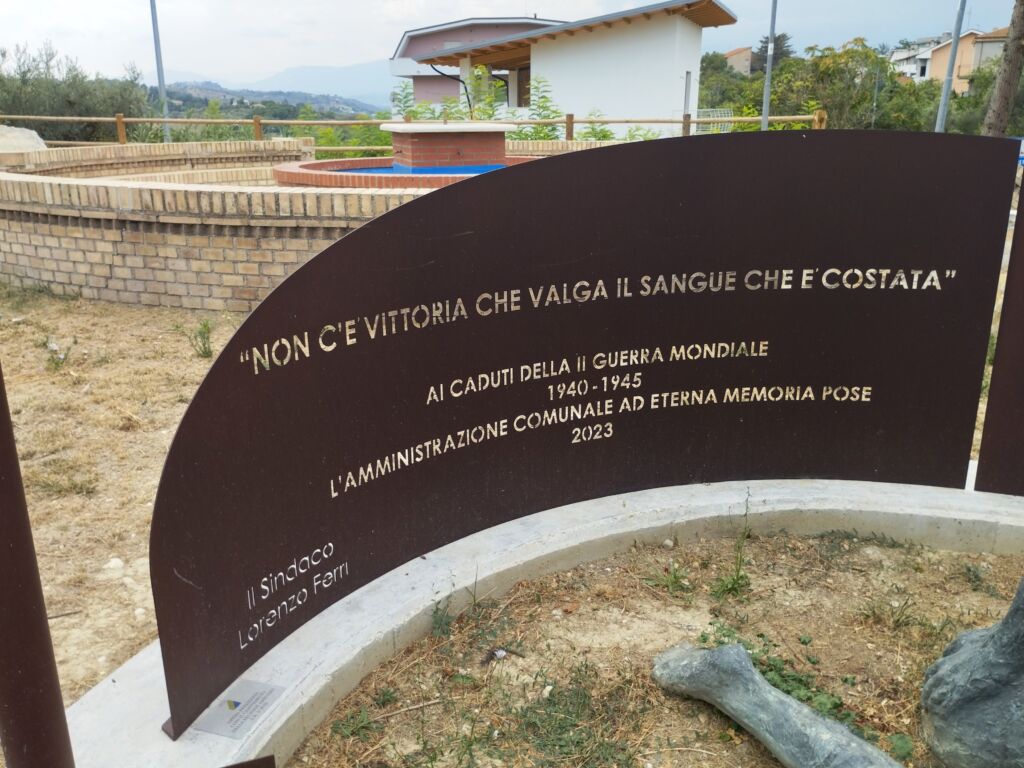 "NON C'E' VITTORIA CHE VALGA IL SANGUE CHE E' COSTATA"
AI CADUTI DELLA II GUERRA MONDIALE
1940-1945
L'AMMINISTRAZIONE COMUNALE AD ETERNA MEMORIA POSE
2023
Il Sindaco
Lorenzo Ferri